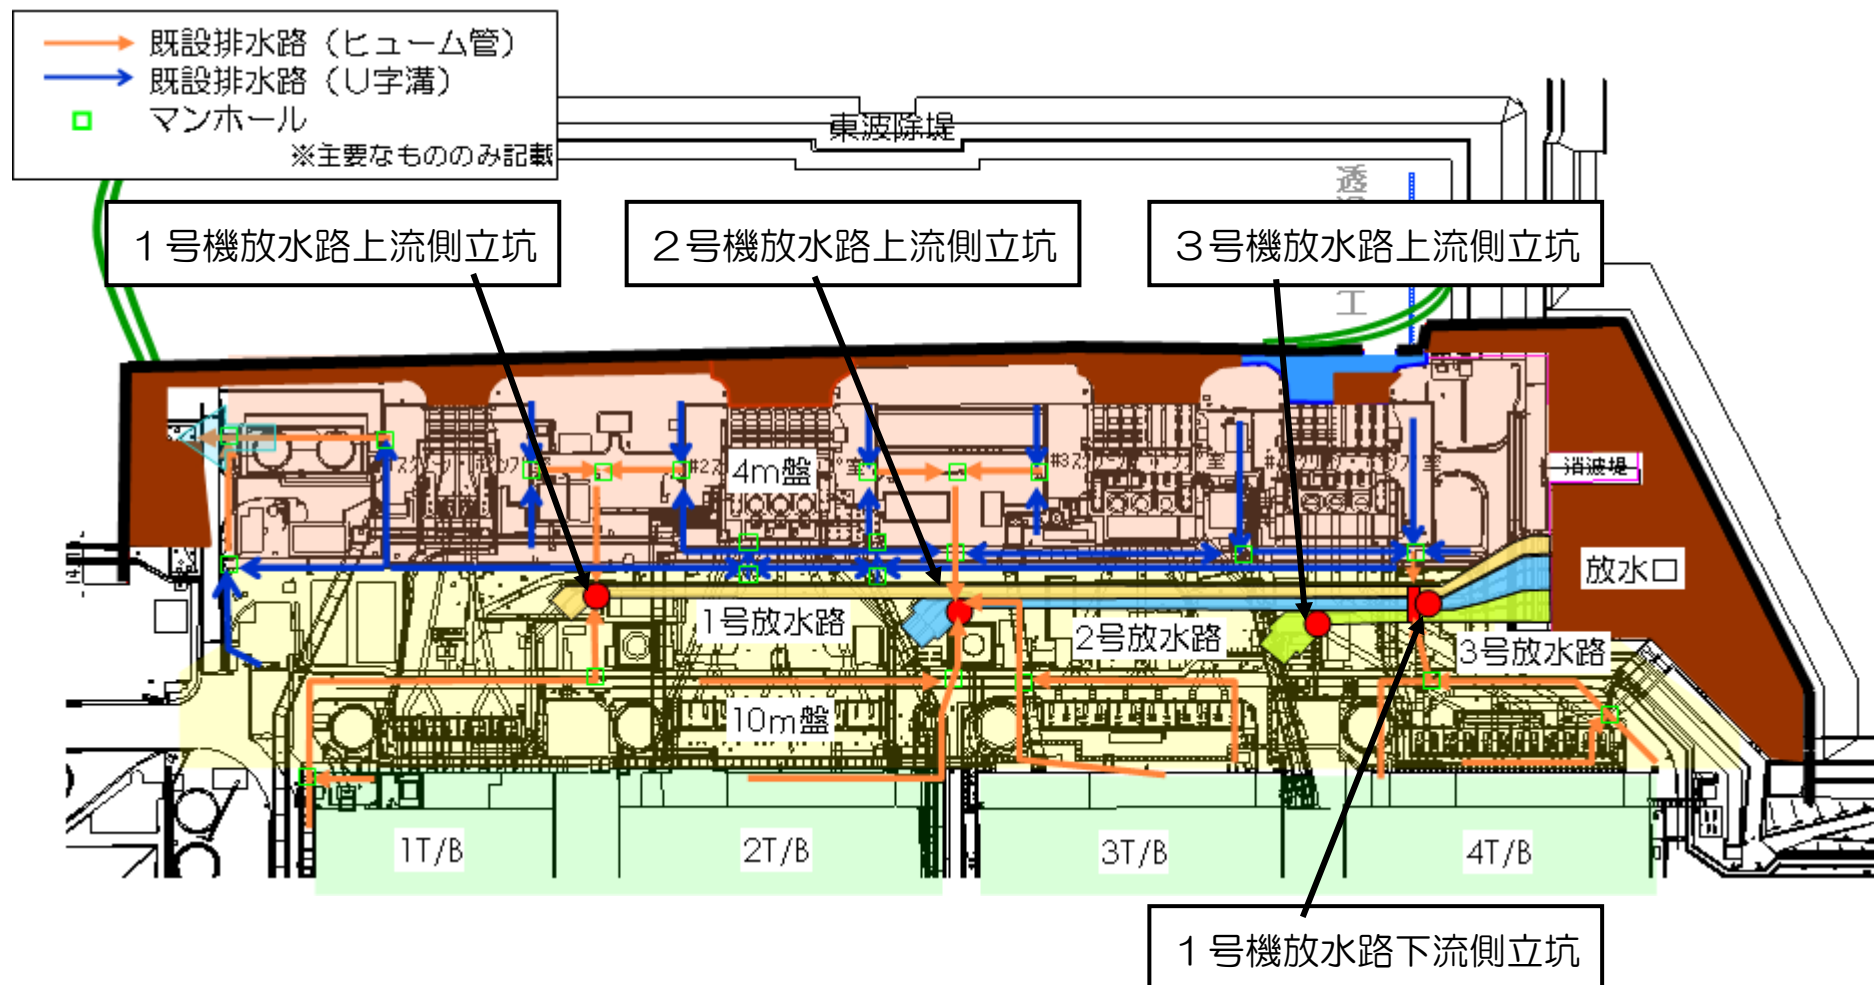 既設排水路（ヒューム管）
既設排水路（U字溝）
マンホール
※主要なもののみ記載
東波除堤
透
工
１号機放水路上流側立坑
２号機放水路上流側立坑
３号機放水路上流側立坑
4m盤
消波堤
放水口
1号放水路
2号放水路
3号放水路
10m盤
1T/B
2T/B
3T/B
4T/B
１号機放水路下流側立坑